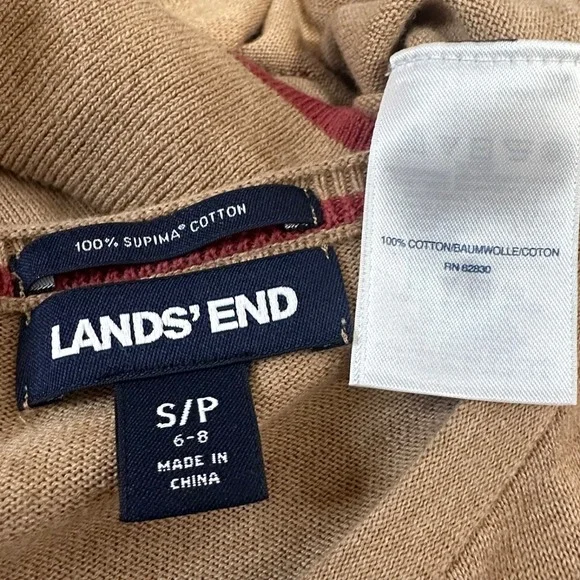 100% SUPIMA® COTTON
LANDS' END
S/P
6-8
MADE IN
CHINA
100% COTTON/BAUMWOLLE/COTON
RN 62830